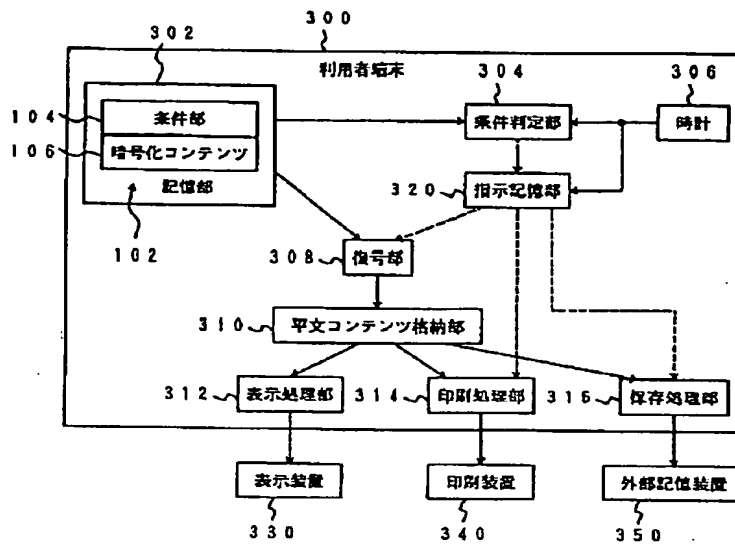 300
302
利用者端末
304
306
104
条件部
条件判定部
時計
106
暗号化コンテンツ
記憶部
320
指示記憶部
102
308
復号部
310
平文コンテンツ格納部
312
表示処理部
314
印刷処理部
316
保存処理部
表示装置
印刷装置
外部記憶装置
330
340
350